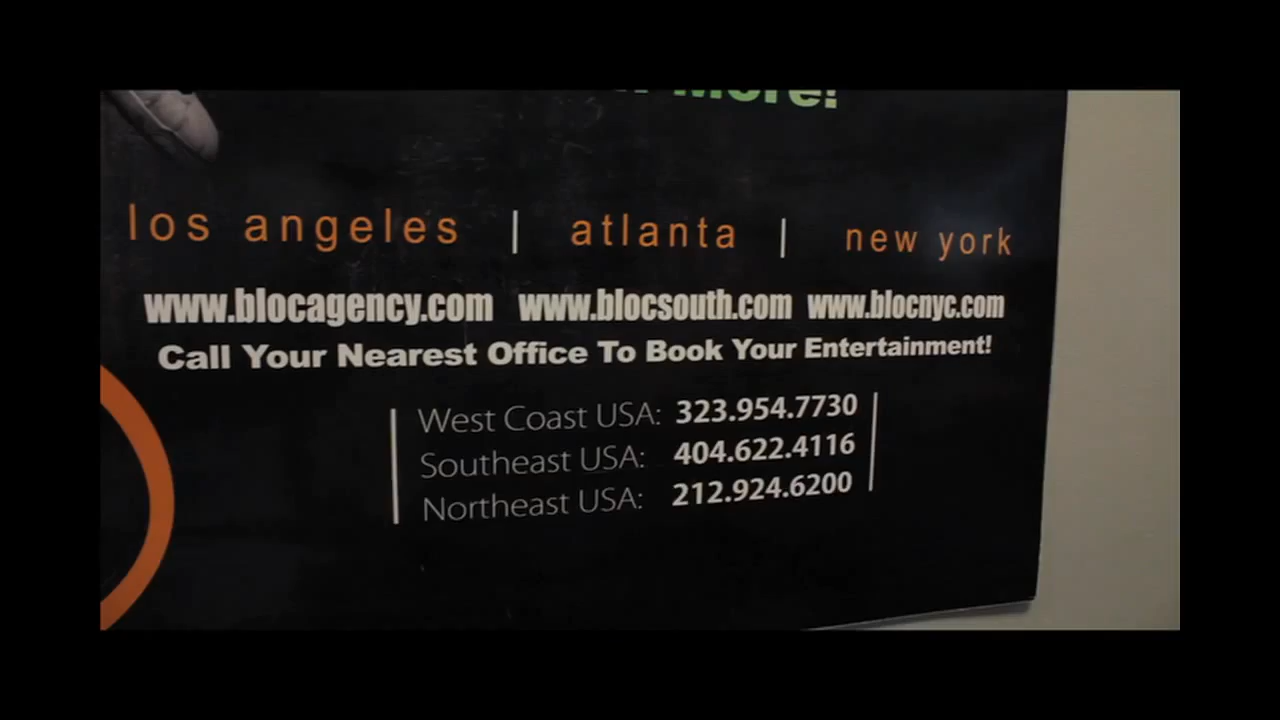 More!
los angeles | atlanta | new york
www.blocagency.com www.blocsouth.com www.blocnyc.com
Call Your Nearest Office To Book Your Entertainment!
West Coast USA: 323.954.7730
Southeast USA: 404.622.4116
Northeast USA: 212.924.6200